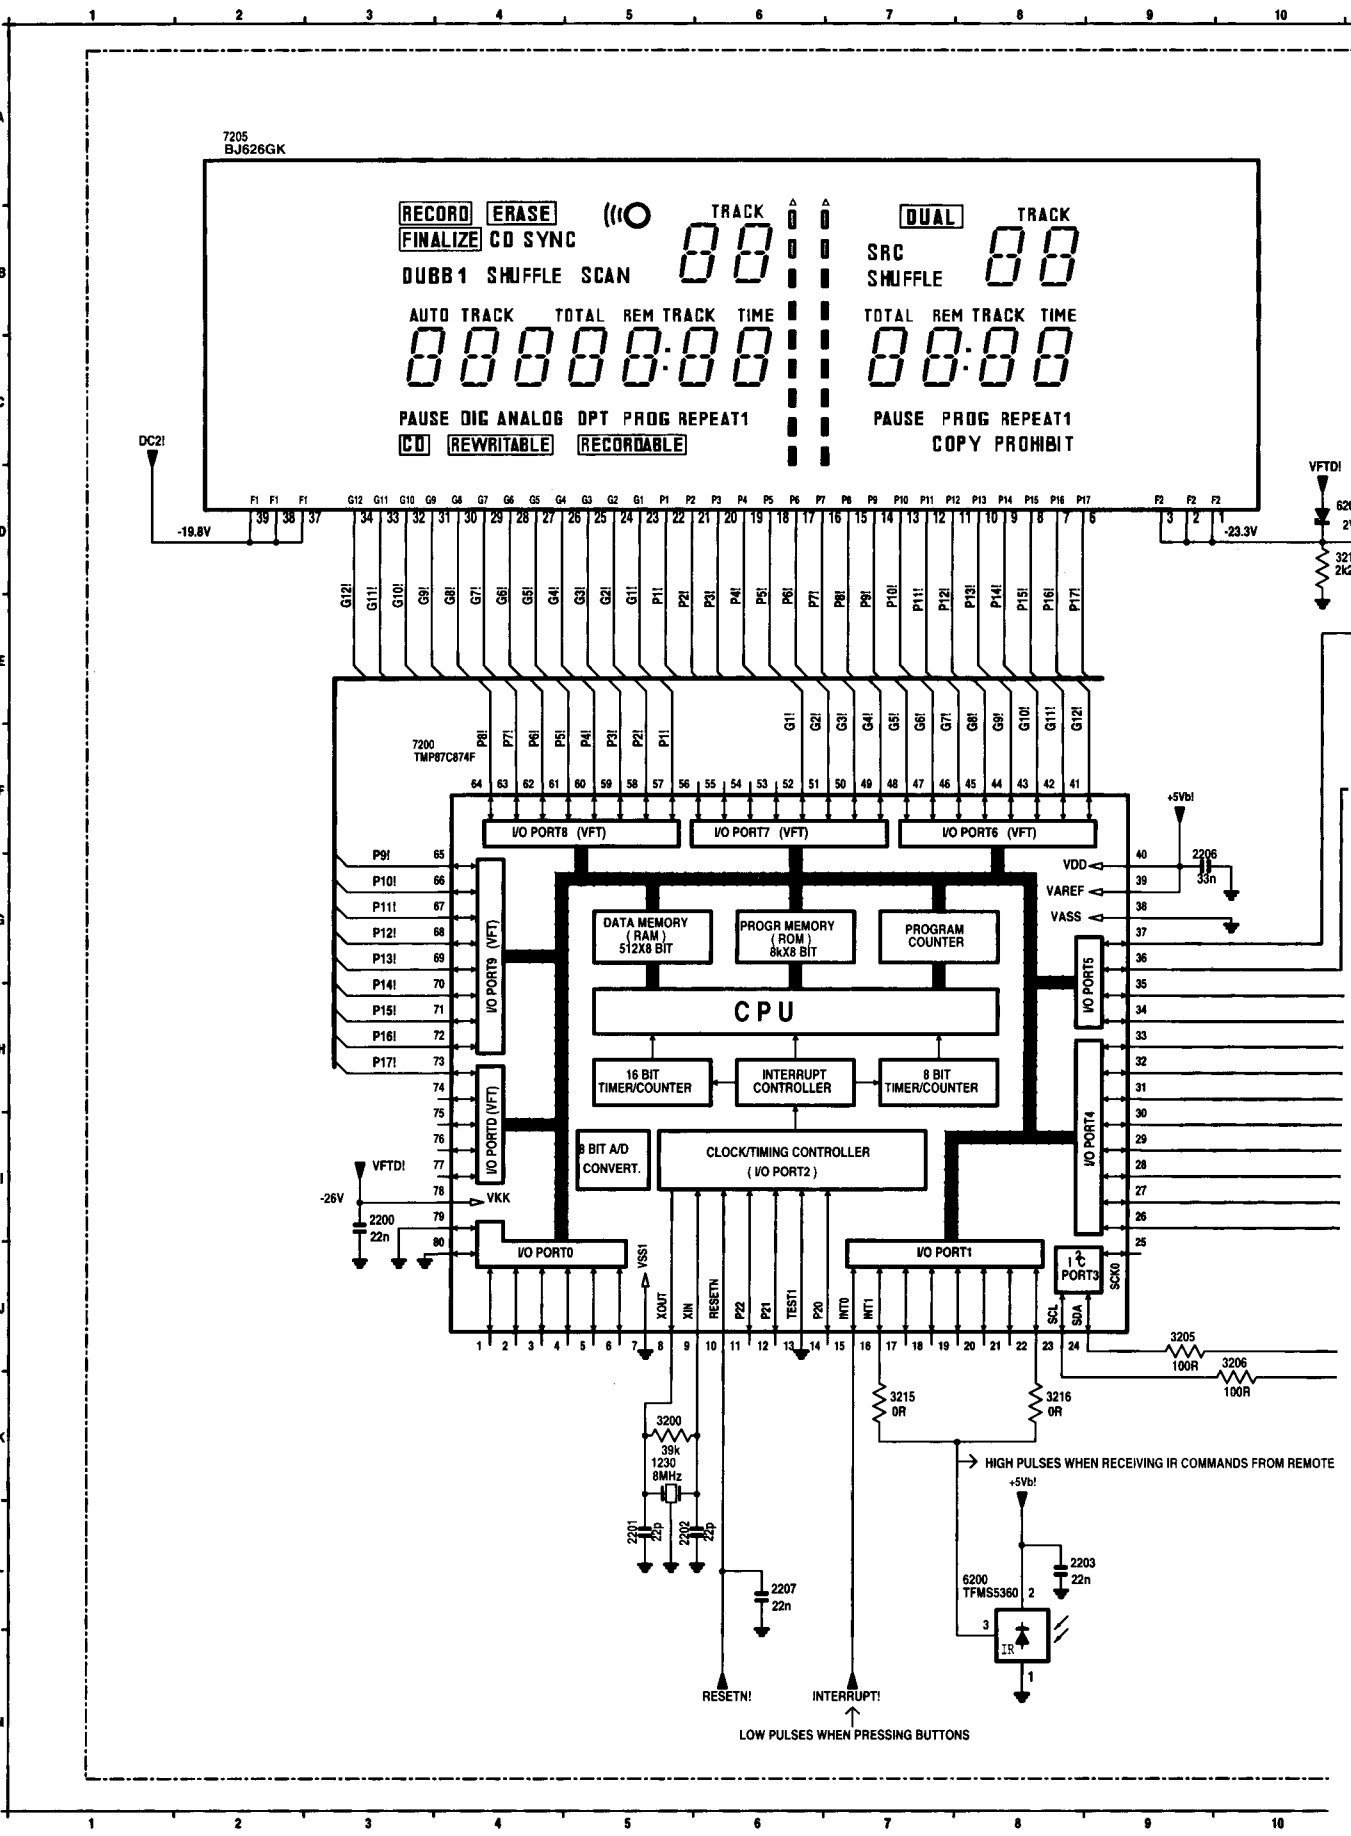 1 2 3 4 5 6 7 8 9 10
A
7205
BJ626GK
RECORD ERASE TRACK DUAL TRACK
FINALIZE CD SYNC
B
SRC
DUBB1 SHUFFLE SCAN SHUFFLE
AUTO TRACK TOTAL REM TRACK TIME TOTAL REM TRACK TIME
C
PAUSE DIG ANALOG OPT PROG REPEAT1 PAUSE PROG REPEAT1
CD REWRITABLE RECORDABLE COPY PROHIBIT
DC2!
VFTD!
F1 F1 F1 G12 G11 G10 G9 G8 G7 G6 G5 G4 G3 G2 G1 P1 P2 P3 P4 P5 P6 P7 P8 P9 P10 P11 P12 P13 P14 P15 P16 P17 F2 F2 F2
39 38 37 34 33 32 31 30 29 28 27 26 25 24 23 22 21 20 19 18 17 16 15 14 13 12 11 10 9 8 7 6 3 2 1
D
-19.8V -23.3V
620
2V
321
2k2
G12! G11! G10! G9! G8! G7! G6! G5! G4! G3! G2! G1! P1! P2! P3! P4! P5! P6! P7! P8! P9! P10! P11! P12! P13! P14! P15! P16! P17!
E
7200
TMP87C874F
P8! P7! P6! P5! P4! P3! P2! P1! G1! G2! G3! G4! G5! G6! G7! G8! G9! G10! G11! G12!
64 63 62 61 60 59 58 57 56 55 54 53 52 51 50 49 48 47 46 45 44 43 42 41
F
+5Vb!
I/O PORT8 (VFT) I/O PORT7 (VFT) I/O PORT6 (VFT)
P9! 65
P10! 66
P11! 67
P12! 68
P13! 69
P14! 70
P15! 71
P16! 72
P17! 73
74
75
76
77
78
79
80
I/O PORT9 (VFT)
I/O PORTD (VFT)
VDD 40
VAREF 39
VASS 38
2206
33n
37
36
35
34
33
32
31
30
29
28
27
26
25
I/O PORT5
I/O PORT4
G
DATA MEMORY
( RAM )
512X8 BIT
PROGR MEMORY
( ROM )
8kX8 BIT
PROGRAM
COUNTER
CPU
H
16 BIT
TIMER/COUNTER
INTERRUPT
CONTROLLER
8 BIT
TIMER/COUNTER
8 BIT A/D
CONVERT.
CLOCK/TIMING CONTROLLER
( I/O PORT2 )
I
VFTD!
-26V
VKK
2200
22n
I/O PORT0 I/O PORT1
I2C
PORT3
SCK0
J
VSS1 XOUT XIN RESETN P22 P21 TEST1 P20 INT0 INT1 SCL SDA
1 2 3 4 5 6 7 8 9 10 11 12 13 14 15 16 17 18 19 20 21 22 23 24
3205
100R
3206
100R
3215
0R
3216
0R
K
3200
39k
1230
8MHz
HIGH PULSES WHEN RECEIVING IR COMMANDS FROM REMOTE
+5Vb!
2201
22p
2202
22p
2203
22n
2207
22n
6200
TFMS5360
2
3
IR
1
RESETN! INTERRUPT!
LOW PULSES WHEN PRESSING BUTTONS
1 2 3 4 5 6 7 8 9 10